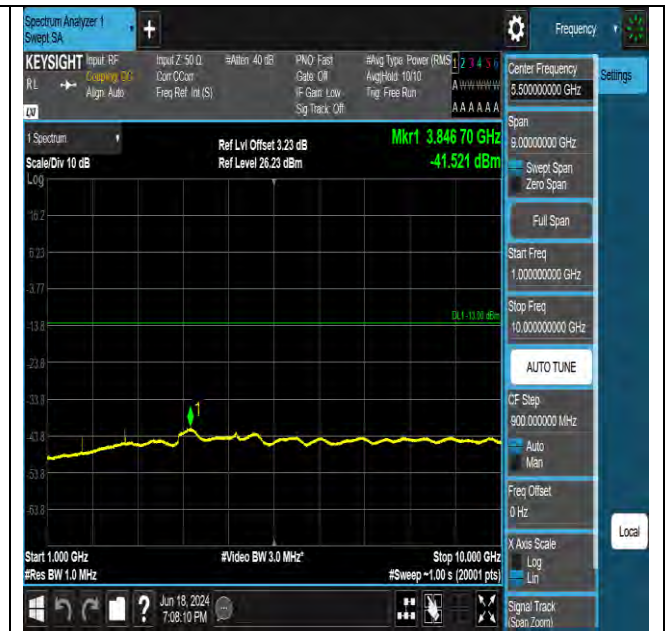 Spectrum Analyzer 1
Swept SA
+
Frequency
KEYSIGHT Input: RF Input Z: 50 Ω #Atten: 40 dB PNO: Fast #Avg Type: Power (RMS 1 2 3 4 5 6
RL Coupling: DC Corr CCorr Gate: Off Avg|Hold: 10/10 A W W W W W
Align: Auto Freq Ref: Int (S) IF Gain: Low Trig: Free Run
Sig Track: Off A A A A A A
1 Spectrum
Ref Lvl Offset 3.23 dB Mkr1 3.846 70 GHz
Scale/Div 10 dB Ref Level 26.23 dBm -41.521 dBm
Log
16.2
6.23
-3.77
DL1 -13.00 dBm
-13.8
-23.8
-33.8
1
-43.8
-53.8
-63.8
Start 1.000 GHz #Video BW 3.0 MHz* Stop 10.000 GHz
#Res BW 1.0 MHz #Sweep ~1.00 s (20001 pts)
? Jun 18, 2024
7:08:10 PM
Center Frequency
5.500000000 GHz
Settings
Span
9.00000000 GHz
Swept Span
Zero Span
Full Span
Start Freq
1.000000000 GHz
Stop Freq
10.000000000 GHz
AUTO TUNE
CF Step
900.000000 MHz
Auto
Man
Freq Offset
0 Hz
Local
X Axis Scale
Log
Lin
Signal Track
(Span Zoom)